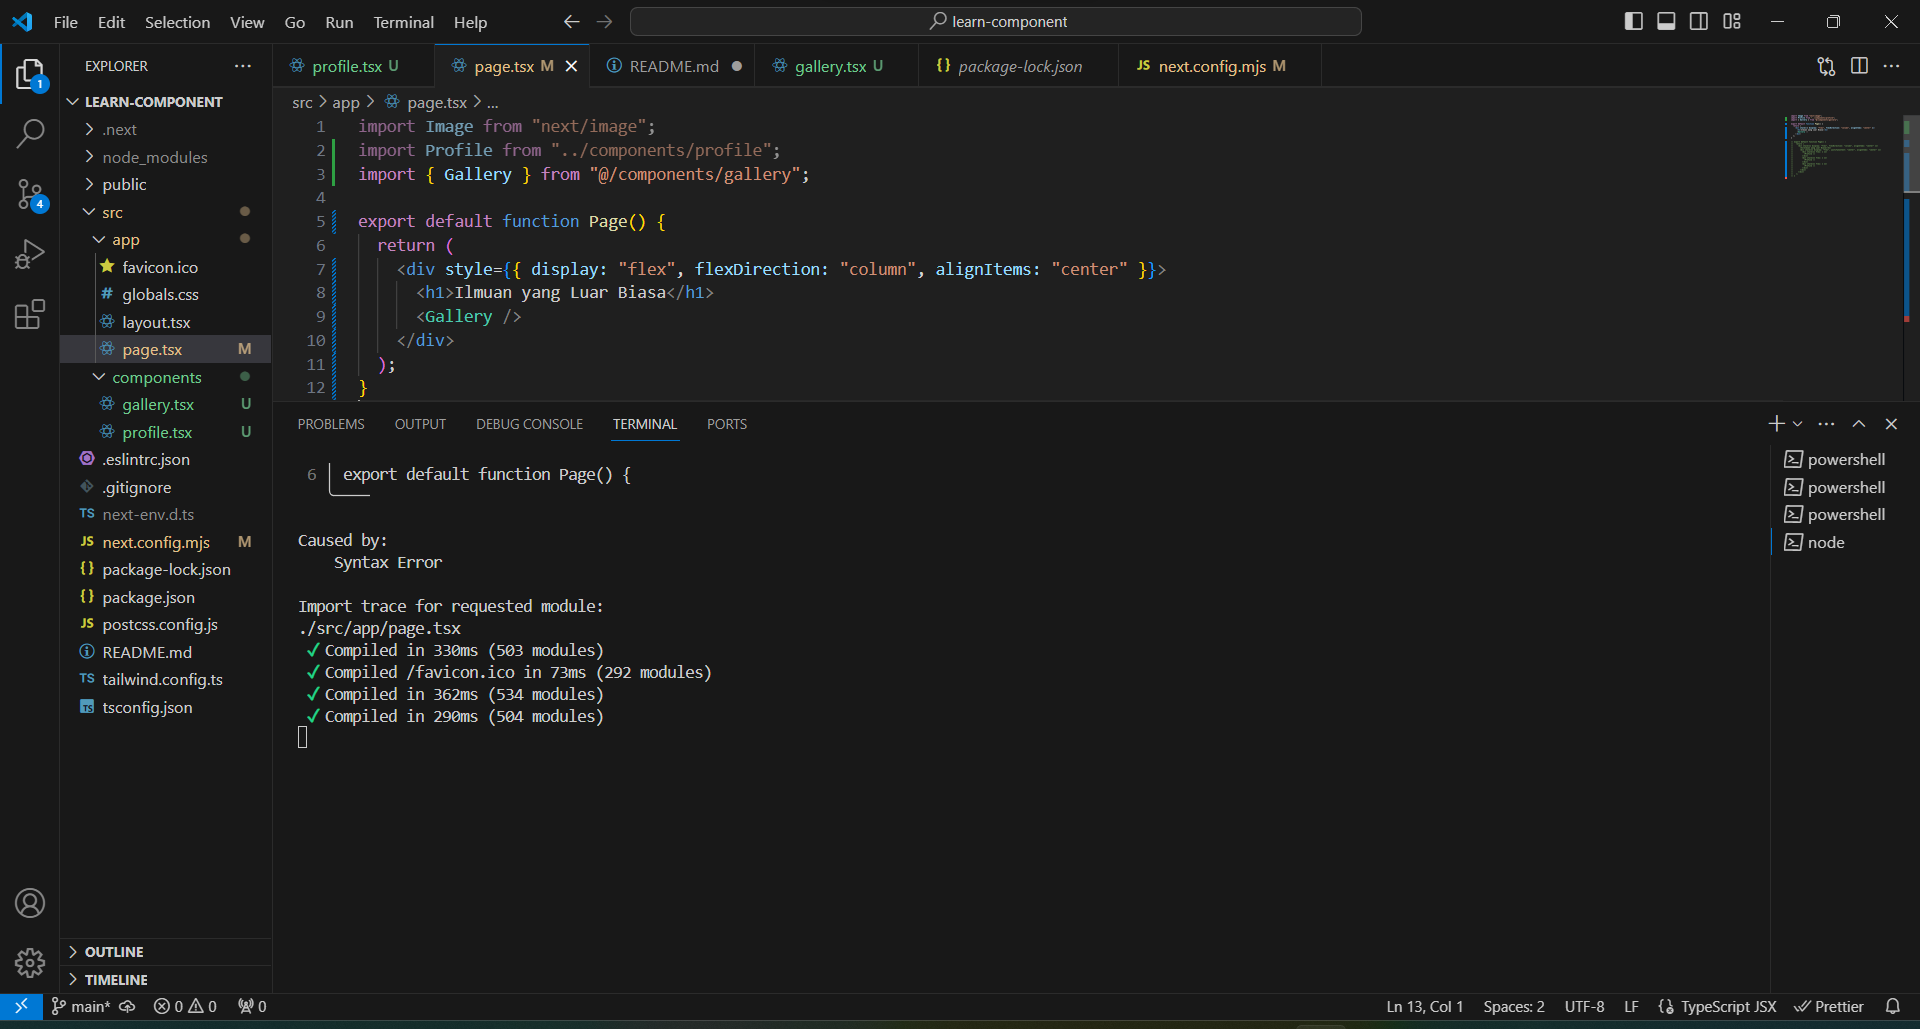 File Edit Selection View Go Run Terminal Help
learn-component
EXPLORER
LEARN-COMPONENT
.next
node_modules
public
src
app
favicon.ico
# globals.css
layout.tsx
page.tsx M
components
gallery.tsx U
profile.tsx U
.eslintrc.json
.gitignore
TS next-env.d.ts
JS next.config.mjs M
{} package-lock.json
{} package.json
JS postcss.config.js
README.md
TS tailwind.config.ts
TS tsconfig.json
OUTLINE
TIMELINE
1
4
profile.tsx U
page.tsx M
README.md
gallery.tsx U
{} package-lock.json
JS next.config.mjs M
src > app > page.tsx > ...
1 import Image from "next/image";
2 import Profile from "../components/profile";
3 import { Gallery } from "@/components/gallery";
4
5 export default function Page() {
6 return (
7 <div style={{ display: "flex", flexDirection: "column", alignItems: "center" }}>
8 <h1>Ilmuan yang Luar Biasa</h1>
9 <Gallery />
10 </div>
11 );
12 }
PROBLEMS OUTPUT DEBUG CONSOLE TERMINAL PORTS
6 export default function Page() {
Caused by:
Syntax Error
Import trace for requested module:
./src/app/page.tsx
✓ Compiled in 330ms (503 modules)
✓ Compiled /favicon.ico in 73ms (292 modules)
✓ Compiled in 362ms (534 modules)
✓ Compiled in 290ms (504 modules)
powershell
powershell
powershell
node
main* 0 0 0
Ln 13, Col 1 Spaces: 2 UTF-8 LF TypeScript JSX Prettier